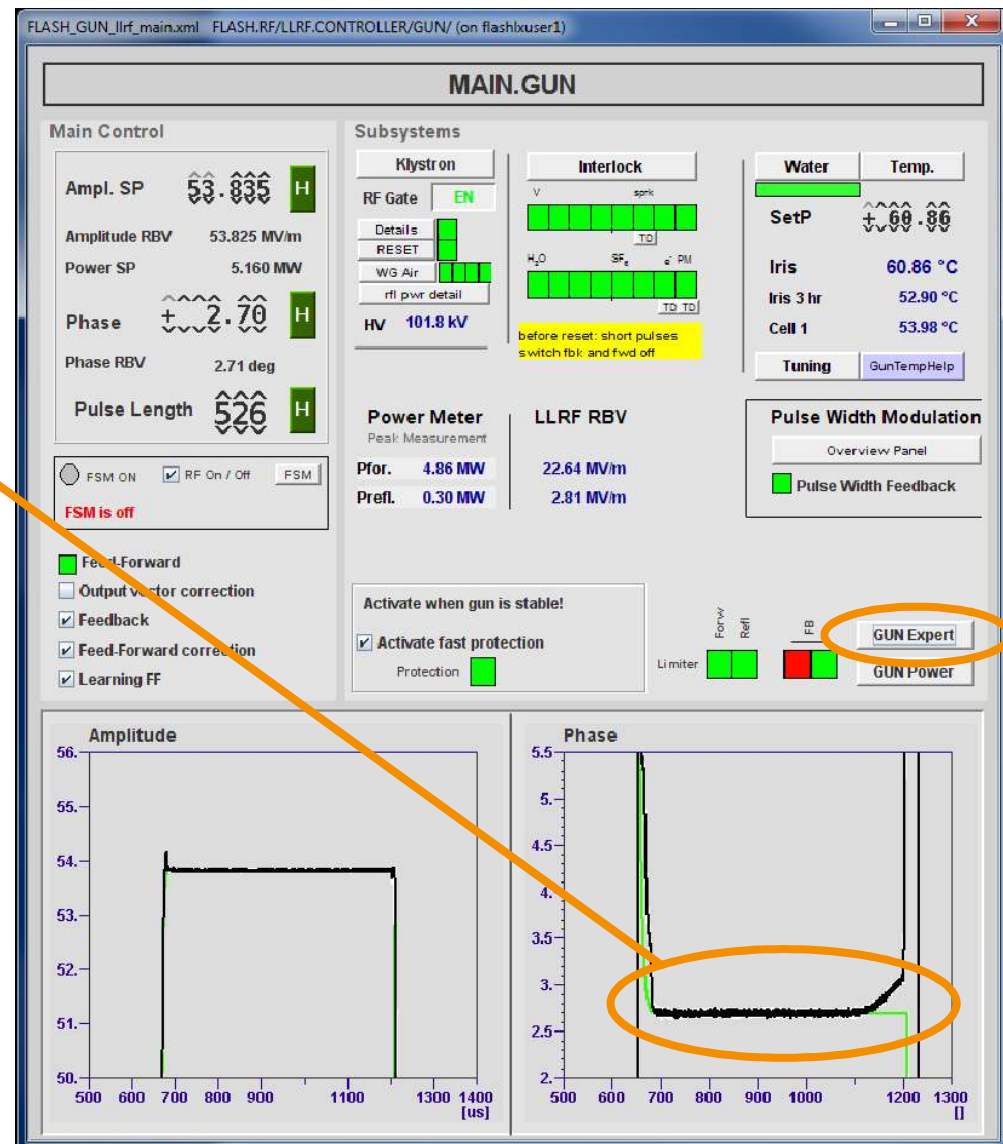 FLASH_GUN_llrf_main.xml FLASH.RF/LLRF.CONTROLLER/GUN/ (on flashlxuser1)
MAIN.GUN
Main Control
Ampl. SP 53.835 H
Amplitude RBV 53.825 MV/m
Power SP 5.160 MW
Phase + 2.70 H
Phase RBV 2.71 deg
Pulse Length 526 H
FSM ON RF On / Off FSM
FSM is off
Feed-Forward
Output vector correction
Feedback
Feed-Forward correction
Learning FF
Subsystems
Klystron
RF Gate EN
Details
RESET
WG Air
rfl pwr detail
HV 101.8 kV
Interlock
V sprk
TD
H2O SF6 e- PM
TD TD
before reset: short pulses
switch fbk and fwd off
Water Temp.
SetP + 60.86
Iris 60.86 °C
Iris 3 hr 52.90 °C
Cell 1 53.98 °C
Tuning GunTempHelp
Power Meter LLRF RBV
Peak Measurement
Pfor. 4.86 MW 22.64 MV/m
Prefl. 0.30 MW 2.81 MV/m
Pulse Width Modulation
Overview Panel
Pulse Width Feedback
Activate when gun is stable!
Activate fast protection
Protection
Forw Refl FB
Limiter
GUN Expert
GUN Power
Amplitude
56.
55.
54.
53.
52.
51.
50.
500 600 700 800 900 1100 1300 1400
[us]
Phase
5.5
5.
4.5
4.
3.5
3.
2.5
2.
500 600 700 800 900 1000 1200 1300
[]